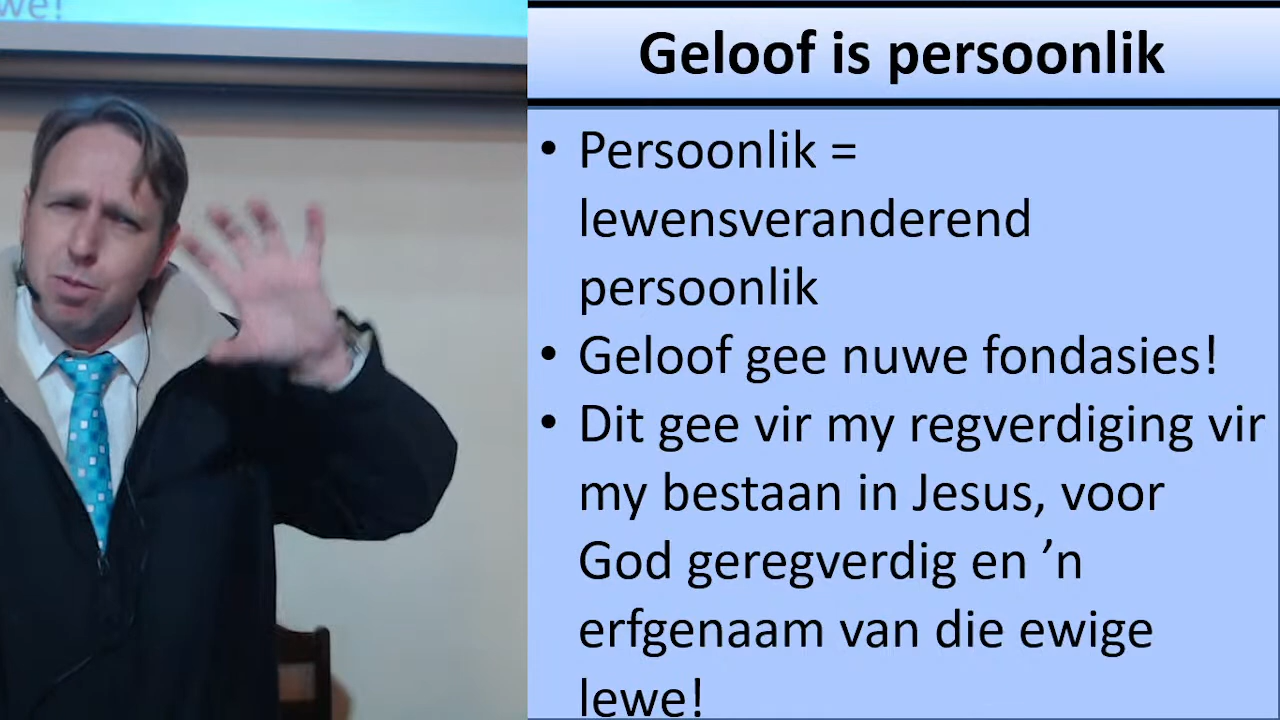 we!
Geloof is persoonlik
• Persoonlik =
lewensveranderend
persoonlik
• Geloof gee nuwe fondasies!
• Dit gee vir my regverdiging vir
my bestaan in Jesus, voor
God geregverdig en ’n
erfgenaam van die ewige
lewe!